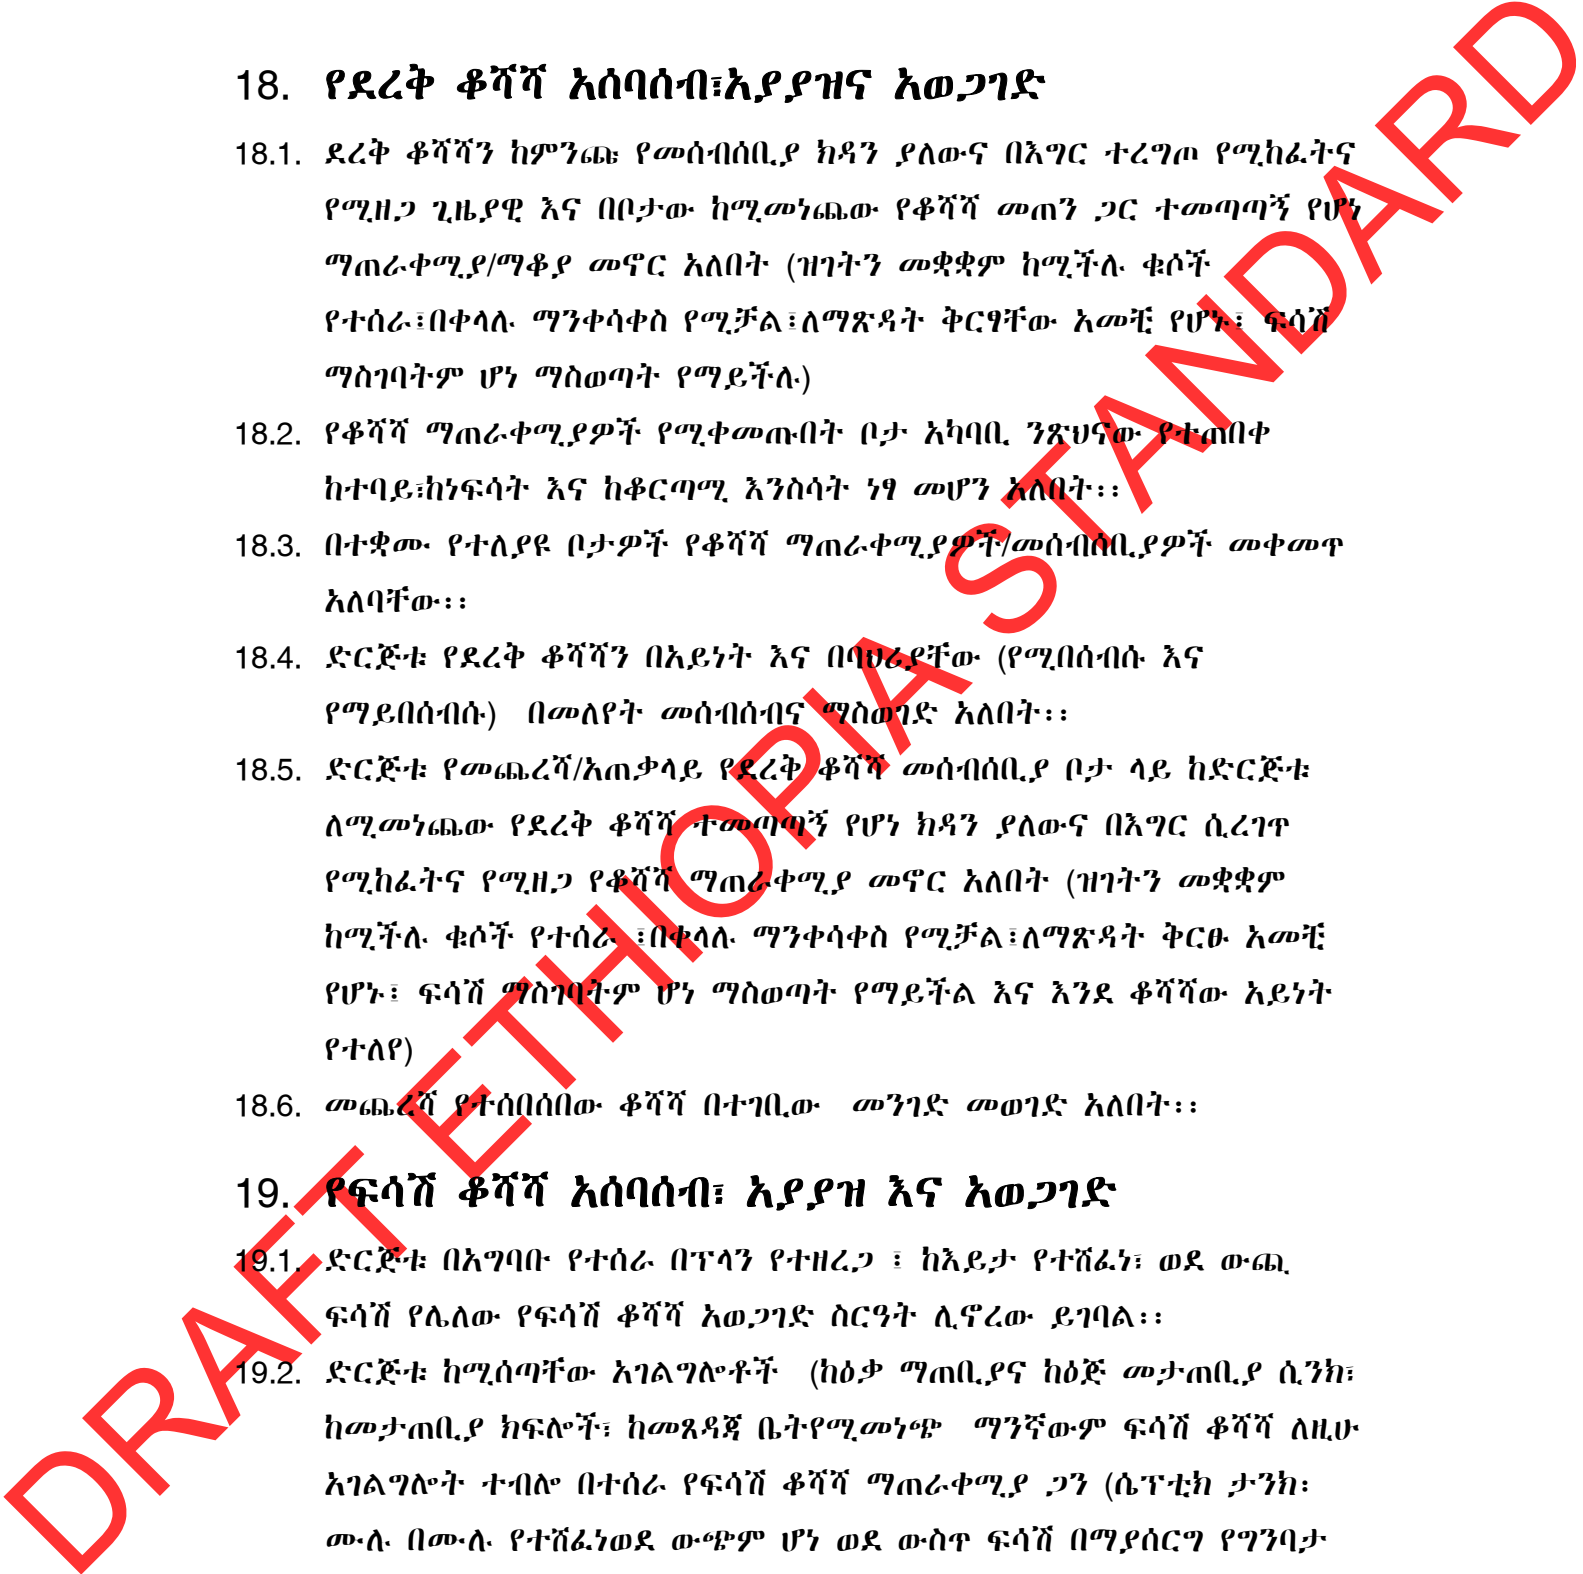 18. የደረቅ ቆሻሻ አሰባሰብ፣አያያዝና አወጋገድ
18.1. ደረቅ ቆሻሻን ከምንጩ የመሰብሰቢያ ክዳን ያለውና በእግር ተረግጦ የሚከፈትና
የሚዘጋ ጊዜያዊ እና በቦታው ከሚመነጨው የቆሻሻ መጠን ጋር ተመጣጣኝ የሆነ
ማጠራቀሚያ/ማቆያ መኖር አለበት (ዝገትን መቋቋም ከሚችሉ ቁሶች
የተሰራ፤በቀላሉ ማንቀሳቀስ የሚቻል፤ለማጽዳት ቅርፃቸው አመቺ የሆኑ፤ ፍሳሽ
ማስገባትም ሆነ ማስወጣት የማይችሉ)
18.2. የቆሻሻ ማጠራቀሚያዎች የሚቀመጡበት ቦታ አካባቢ ንጽህናው የተጠበቀ
ከተባይ፣ከነፍሳት እና ከቆርጣሚ እንስሳት ነፃ መሆን አለበት፡፡
18.3. በተቋሙ የተለያዩ ቦታዎች የቆሻሻ ማጠራቀሚያዎች/መሰብሰቢያዎች መቀመጥ
አለባቸው፡፡
18.4. ድርጅቱ የደረቅ ቆሻሻን በአይነት እና በባህሪያቸው (የሚበሰብሱ እና
የማይበሰብሱ) በመለየት መሰብሰብና ማስወገድ አለበት፡፡
18.5. ድርጅቱ የመጨረሻ/አጠቃላይ የደረቅ ቆሻሻ መሰብሰቢያ ቦታ ላይ ከድርጅቱ
ለሚመነጨው የደረቅ ቆሻሻ ተመጣጣኝ የሆነ ክዳን ያለውና በእግር ሲረገጥ
የሚከፈትና የሚዘጋ የቆሻሻ ማጠራቀሚያ መኖር አለበት (ዝገትን መቋቋም
ከሚችሉ ቁሶች የተሰራ ፤በቀላሉ ማንቀሳቀስ የሚቻል፤ለማጽዳት ቅርፁ አመቺ
የሆኑ፤ ፍሳሽ ማስገባትም ሆነ ማስወጣት የማይችል እና እንደ ቆሻሻው አይነት
የተለየ)
18.6. መጨረሻ የተሰበሰበው ቆሻሻ በተገቢው መንገድ መወገድ አለበት፡፡
19. የፍሳሽ ቆሻሻ አሰባሰብ፣ አያያዝ እና አወጋገድ
19.1. ድርጅቱ በአግባቡ የተሰራ በፕላን የተዘረጋ ፤ ከእይታ የተሸፈነ፣ ወደ ውጪ
ፍሳሽ የሌለው የፍሳሽ ቆሻሻ አወጋገድ ስርዓት ሊኖረው ይገባል፡፡
19.2. ድርጅቱ ከሚሰጣቸው አገልግሎቶች (ከዕቃ ማጠቢያና ከዕጅ መታጠቢያ ሲንክ፣
ከመታጠቢያ ክፍሎች፣ ከመጸዳጃ ቤትየሚመነጭ ማንኛውም ፍሳሽ ቆሻሻ ለዚሁ
አገልግሎት ተብሎ በተሰራ የፍሳሽ ቆሻሻ ማጠራቀሚያ ጋን (ሴፕቲክ ታንክ፡
ሙሉ በሙሉ የተሸፈነወደ ውጭም ሆነ ወደ ውስጥ ፍሳሽ በማያሰርግ የግንባታ
DRAFT ETHIOPIA STANDARD